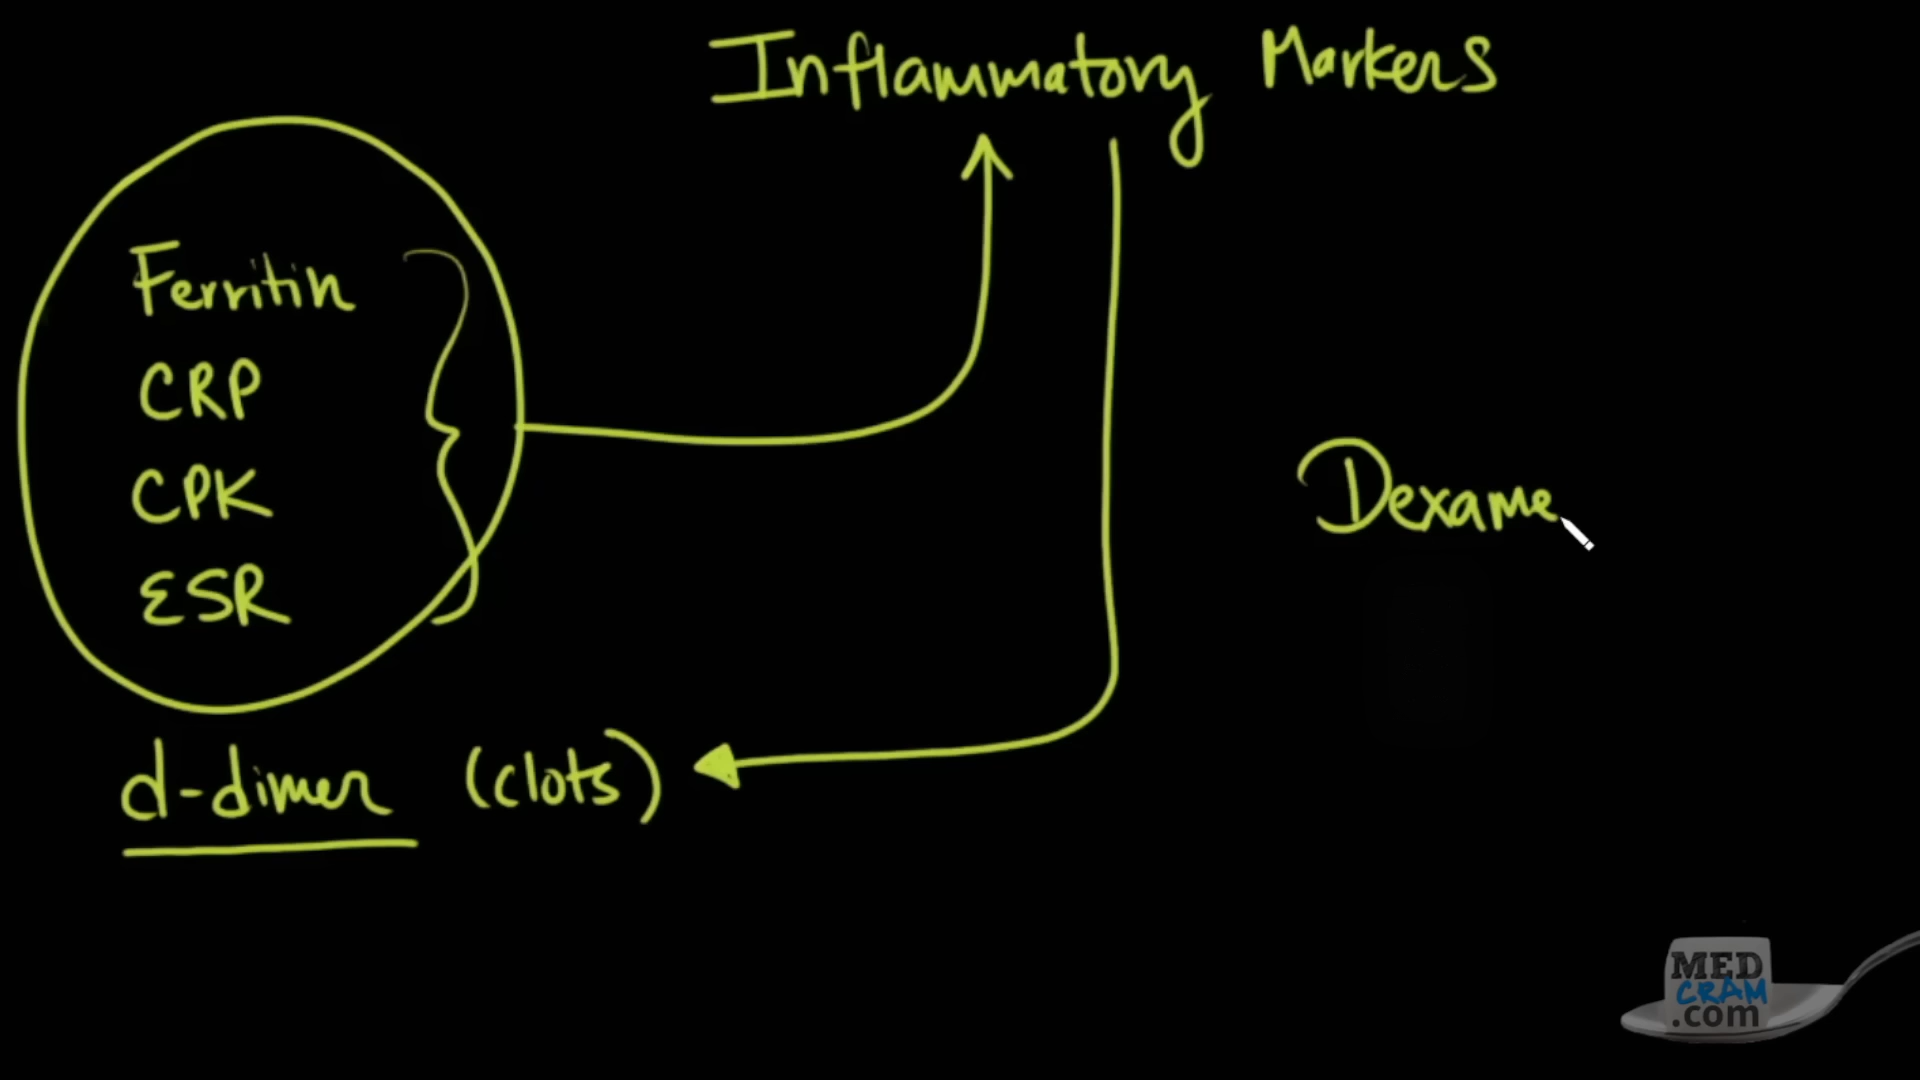 Inflammatory Markers
Ferritin
CRP
CPK
ESR
Dexame
d-dimer (clots)
MED
CRAM
.com